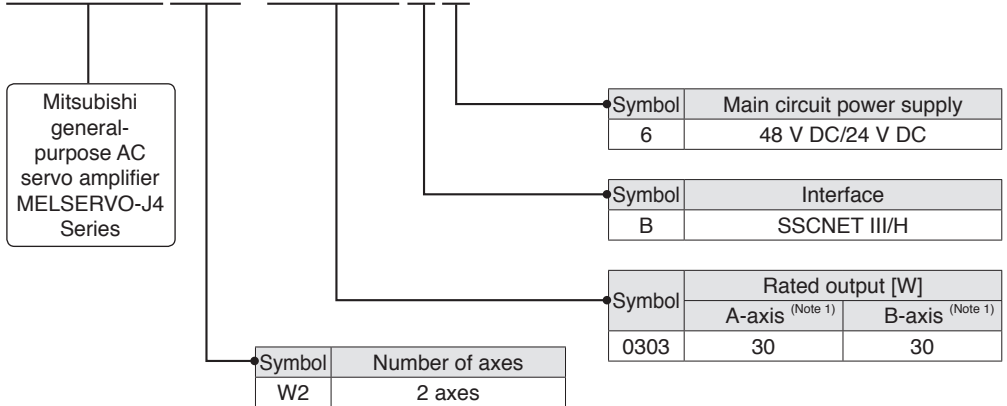 Mitsubishi
general-
purpose AC
servo amplifier
MELSERVO-J4
Series
Symbol Main circuit power supply
6 48 V DC/24 V DC
Symbol Interface
B SSCNET III/H
Symbol Rated output [W]
A-axis (Note 1) B-axis (Note 1)
0303 30 30
Symbol Number of axes
W2 2 axes